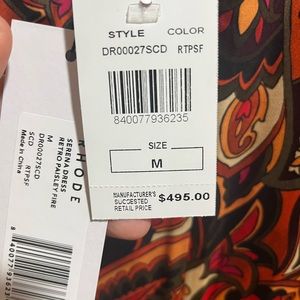 STYLE COLOR
DR00027SCD RTPSF
840077936235
SIZE
M
MANUFACTURER'S
SUGGESTED
RETAIL PRICE
$495.00
RHODE
SERENA DRESS
RETRO PAISLEY FIRE
M
DR00027SCD
SCD RTPSF
Made in China